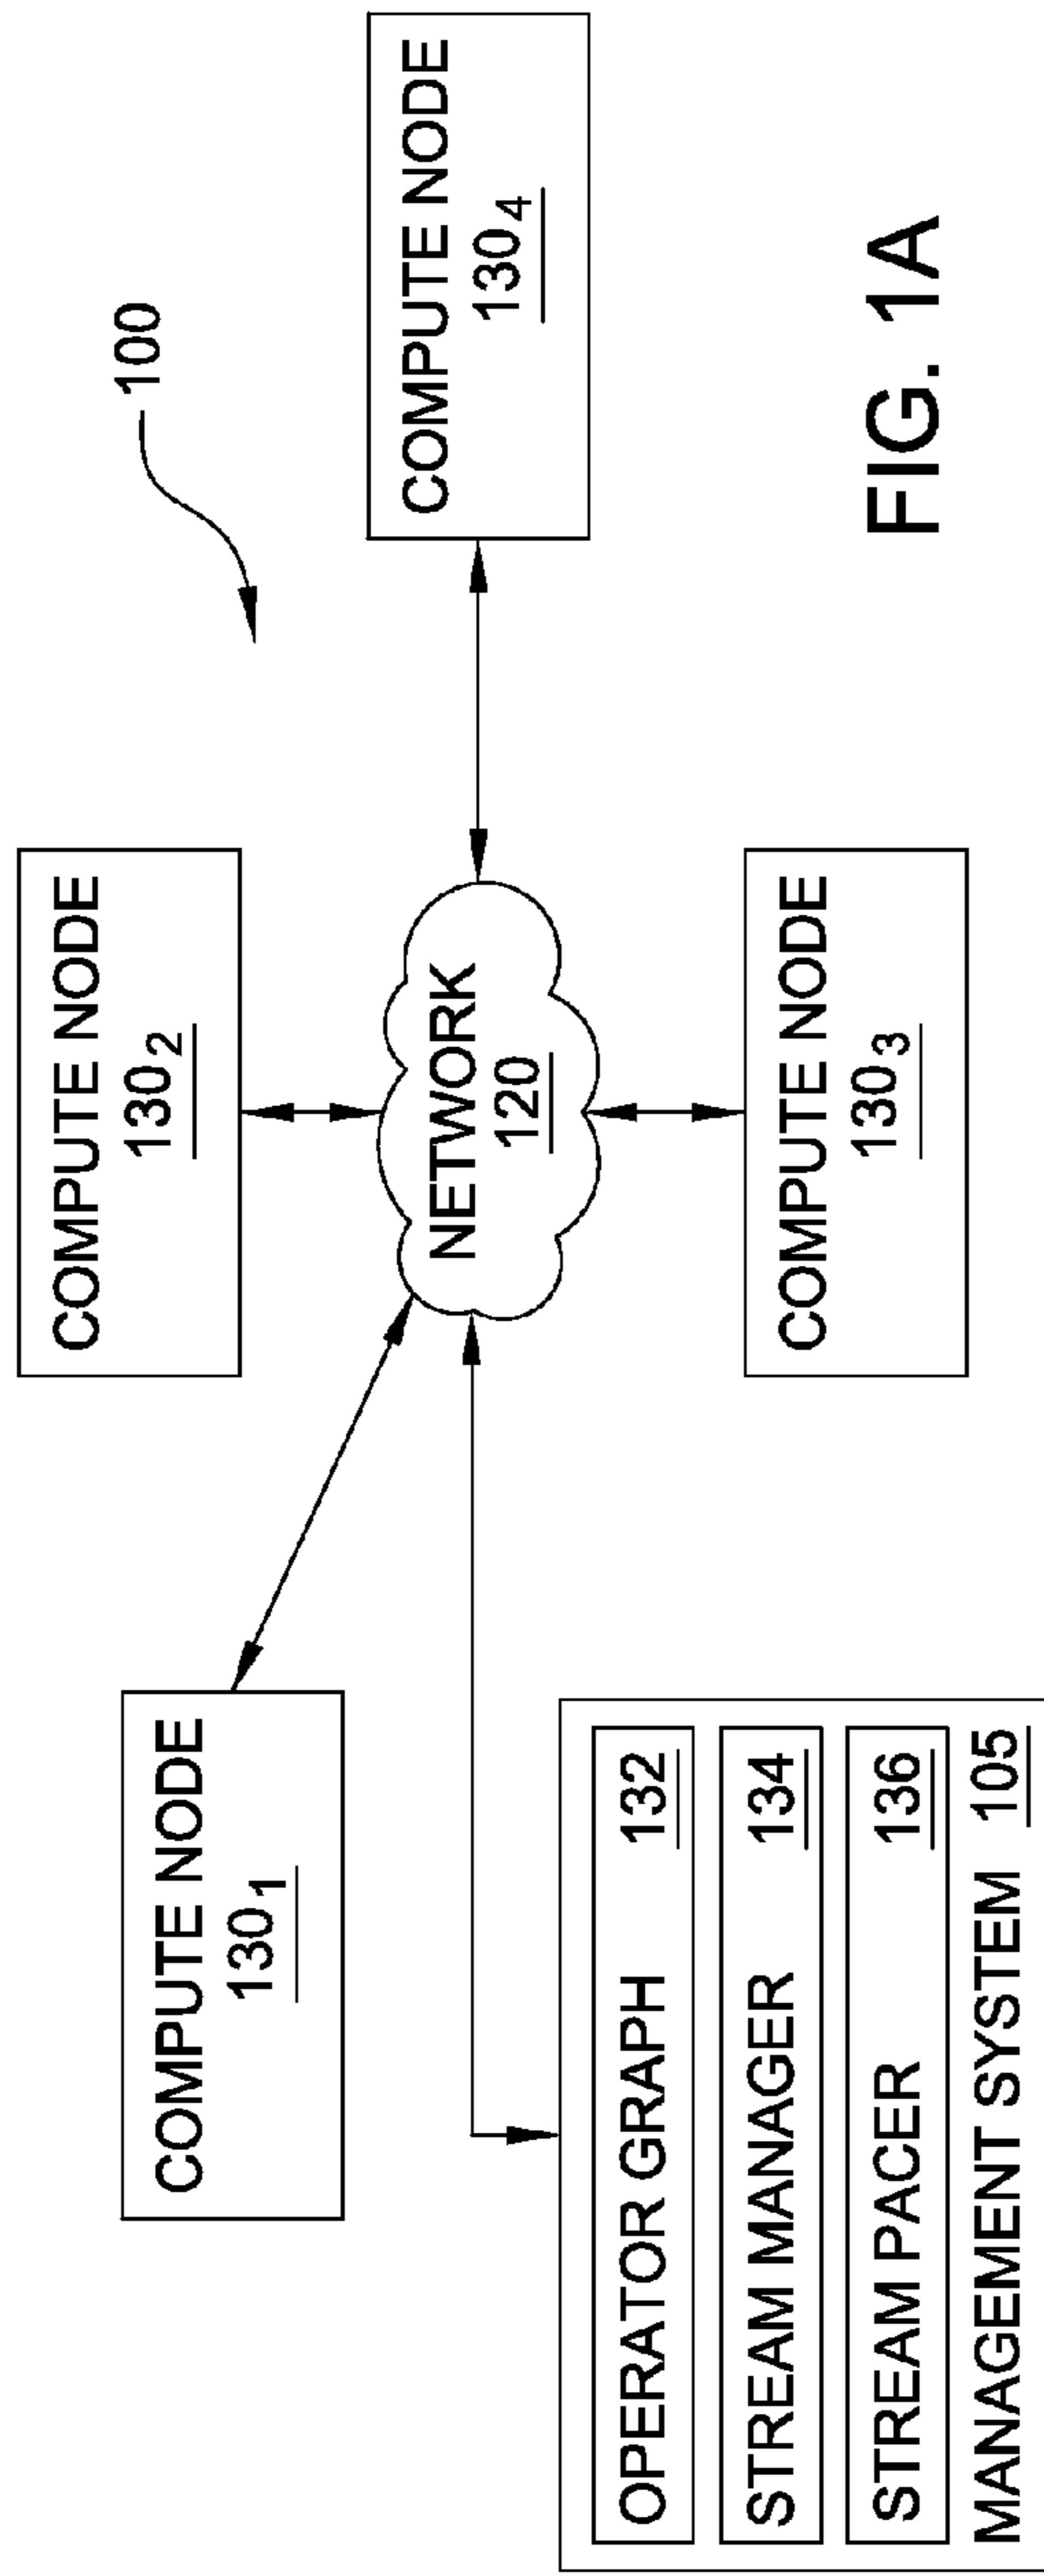 100
COMPUTE NODE
130₂
COMPUTE NODE
130₁
COMPUTE NODE
130₄
NETWORK
120
OPERATOR GRAPH 132
STREAM MANAGER 134
STREAM PACER 136
MANAGEMENT SYSTEM 105
COMPUTE NODE
130₃
FIG. 1A